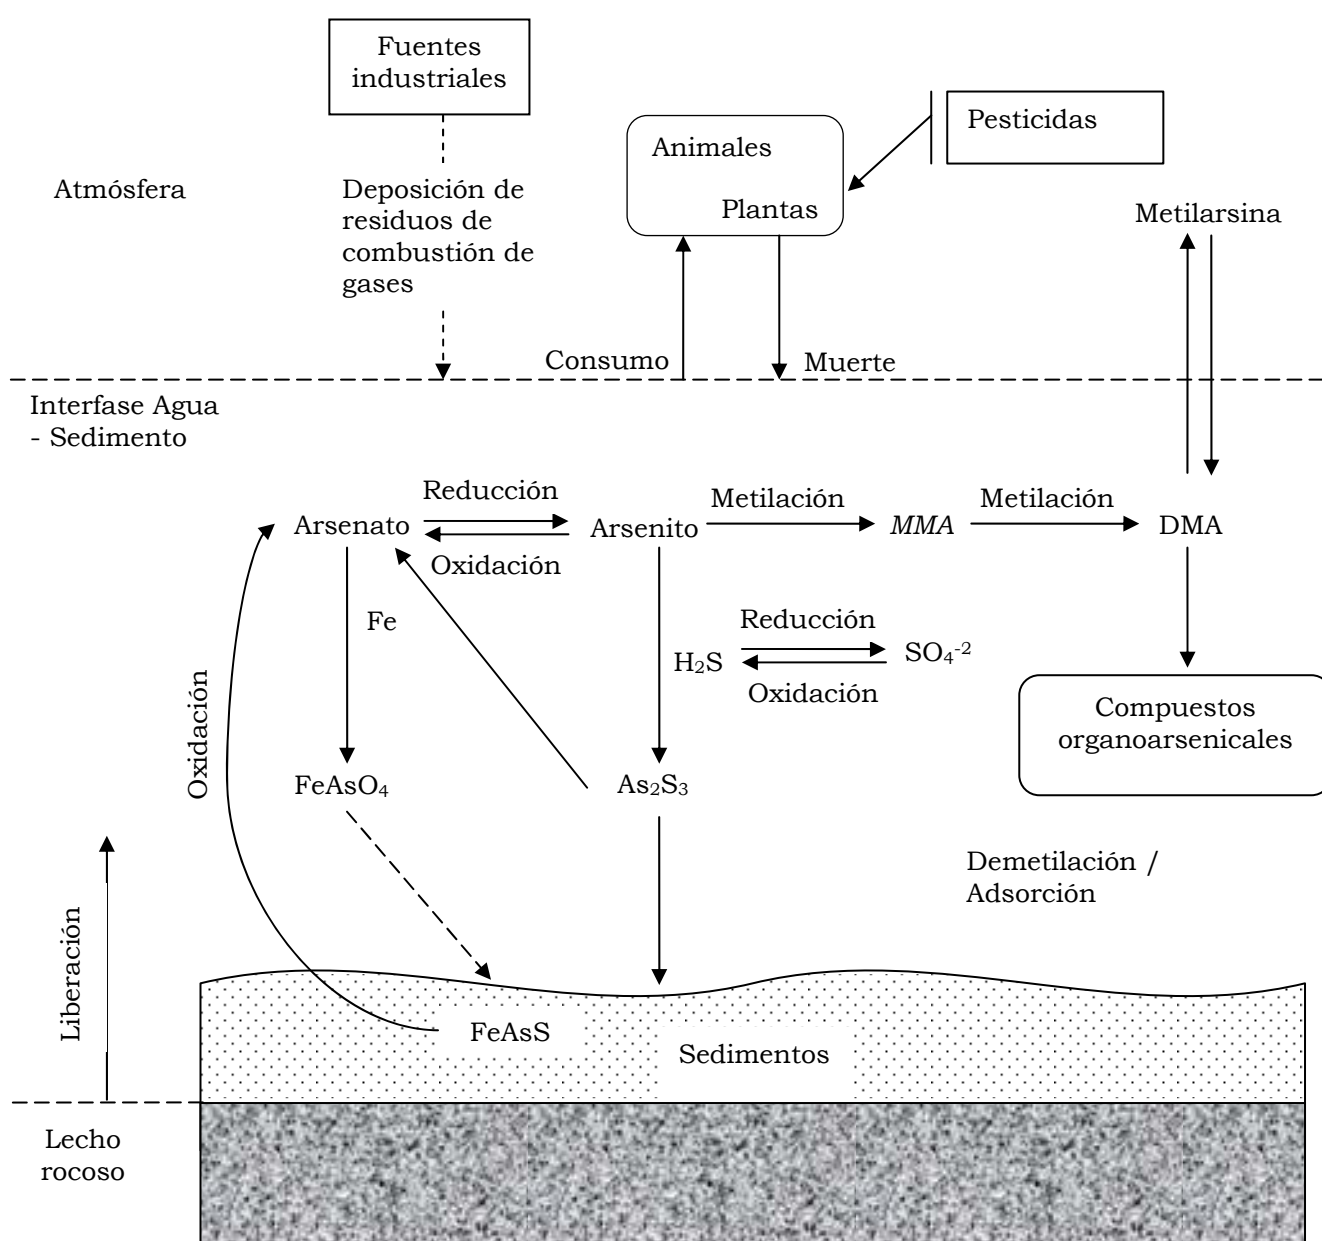 Fuentes
industriales
Pesticidas
Animales
Plantas
Atmósfera
Deposición de
residuos de
combustión de
gases
Metilarsina
Consumo
Muerte
Interfase Agua
- Sedimento
Reducción
Metilación
Metilación
Arsenato
Arsenito
MMA
DMA
Oxidación
Fe
Reducción
H₂S
SO₄⁻²
Oxidación
Oxidación
Compuestos
organoarsenicales
FeAsO₄
As₂S₃
Demetilación /
Adsorción
Liberación
FeAsS
Sedimentos
Lecho
rocoso